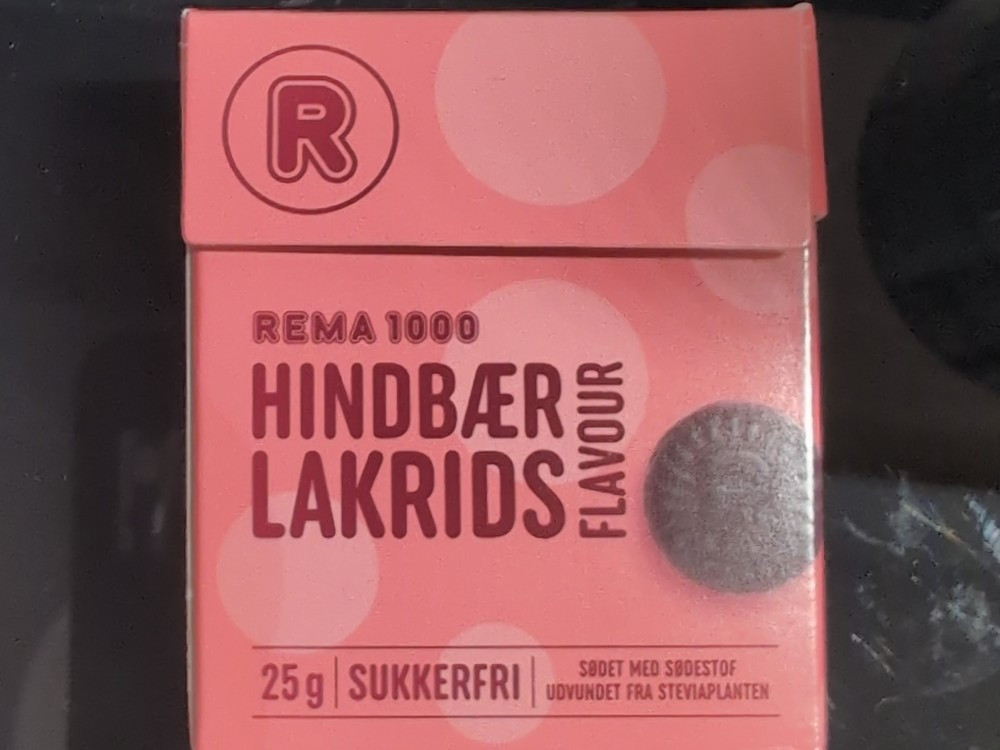 R
REMA 1000
HINDBÆR
LAKRIDS
FLAVOUR
25g SUKKERFRI
SØDET MED SØDESTOF
UDVUNDET FRA STEVIAPLANTEN